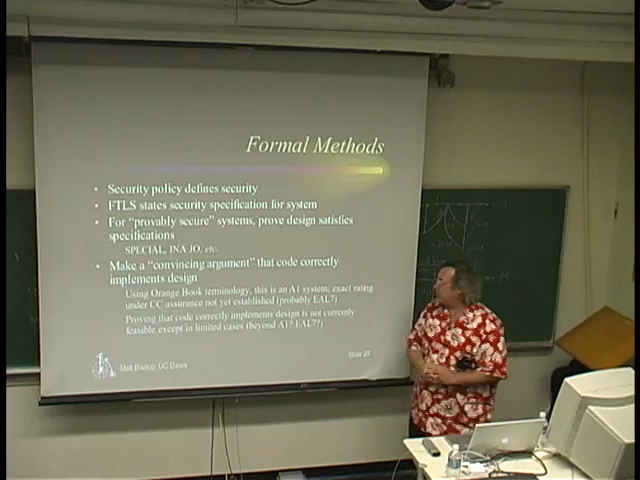 Formal Methods
• Security policy defines security
• FTLS states security specification for system
• For “provably secure” systems, prove design satisfies
specifications
SPECIAL, INA JO, etc.
• Make a “convincing argument” that code correctly
implements design
Using Orange Book terminology, this is an A1 system; exact rating
under CC assurance not yet established (probably EAL7)
Proving that code correctly implements design is not currently
feasible except in limited cases (beyond A1? EAL7??)
Matt Bishop, UC Davis